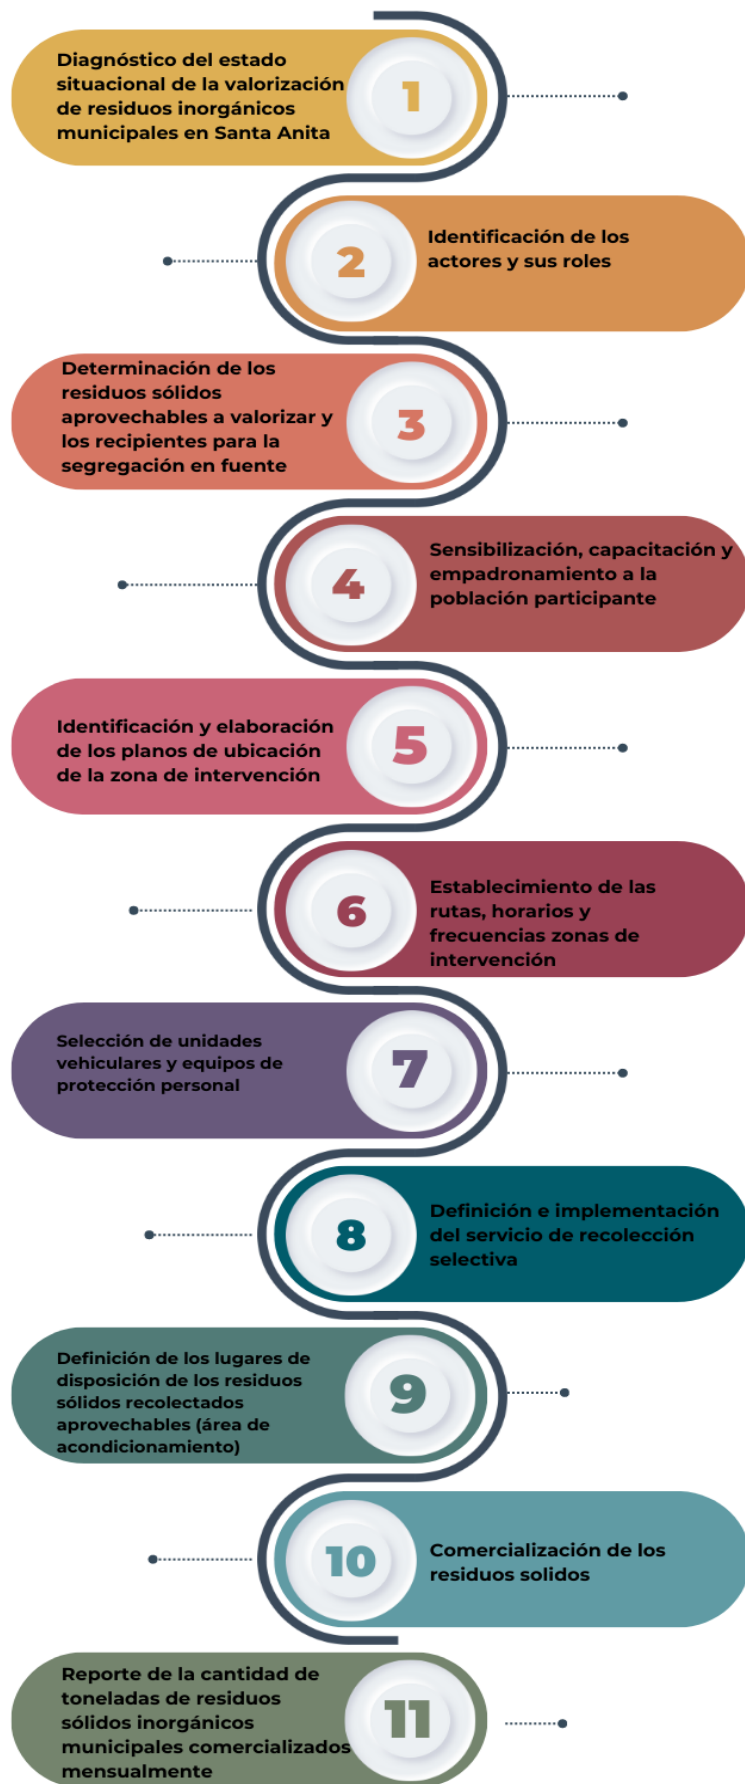 Diagnóstico del estado
situacional de la valorización
de residuos inorgánicos
municipales en Santa Anita
1
2
Identificación de los
actores y sus roles
Determinación de los
residuos sólidos
aprovechables a valorizar y
los recipientes para la
segregación en fuente
3
4
Sensibilización, capacitación y
empadronamiento a la
población participante
Identificación y elaboración
de los planos de ubicación
de la zona de intervención
5
6
Establecimiento de las
rutas, horarios y
frecuencias zonas de
intervención
Selección de unidades
vehiculares y equipos de
protección personal
7
8
Definición e implementación
del servicio de recolección
selectiva
Definición de los lugares de
disposición de los residuos
sólidos recolectados
aprovechables (área de
acondicionamiento)
9
10
Comercialización de los
residuos solidos
Reporte de la cantidad de
toneladas de residuos
sólidos inorgánicos
municipales comercializados
mensualmente
11